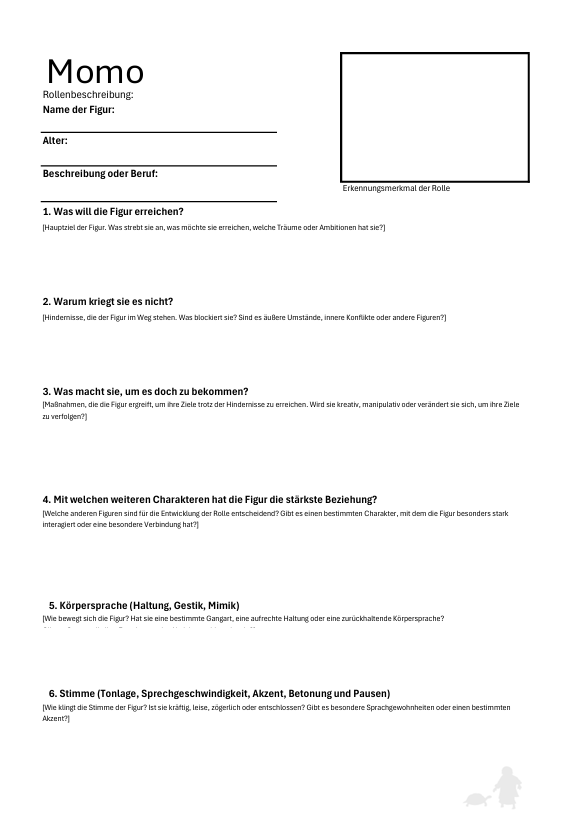 Momo
Rollenbeschreibung:
Name der Figur:
Alter:
Beschreibung oder Beruf:
Erkennungsmerkmal der Rolle
1. Was will die Figur erreichen?
[Hauptziel der Figur. Was strebt sie an, was möchte sie erreichen, welche Träume oder Ambitionen hat sie?]
2. Warum kriegt sie es nicht?
[Hindernisse, die der Figur im Weg stehen. Was blockiert sie? Sind es äußere Umstände, innere Konflikte oder andere Figuren?]
3. Was macht sie, um es doch zu bekommen?
[Maßnahmen, die die Figur ergreift, um ihre Ziele trotz der Hindernisse zu erreichen. Wird sie kreativ, manipulativ oder verändert sie sich, um ihre Ziele
zu verfolgen?]
4. Mit welchen weiteren Charakteren hat die Figur die stärkste Beziehung?
[Welche anderen Figuren sind für die Entwicklung der Rolle entscheidend? Gibt es einen bestimmten Charakter, mit dem die Figur besonders stark
interagiert oder eine besondere Verbindung hat?]
5. Körpersprache (Haltung, Gestik, Mimik)
[Wie bewegt sich die Figur? Hat sie eine bestimmte Gangart, eine aufrechte Haltung oder eine zurückhaltende Körpersprache?
6. Stimme (Tonlage, Sprechgeschwindigkeit, Akzent, Betonung und Pausen)
[Wie klingt die Stimme der Figur? Ist sie kräftig, leise, zögerlich oder entschlossen? Gibt es besondere Sprachgewohnheiten oder einen bestimmten
Akzent?]